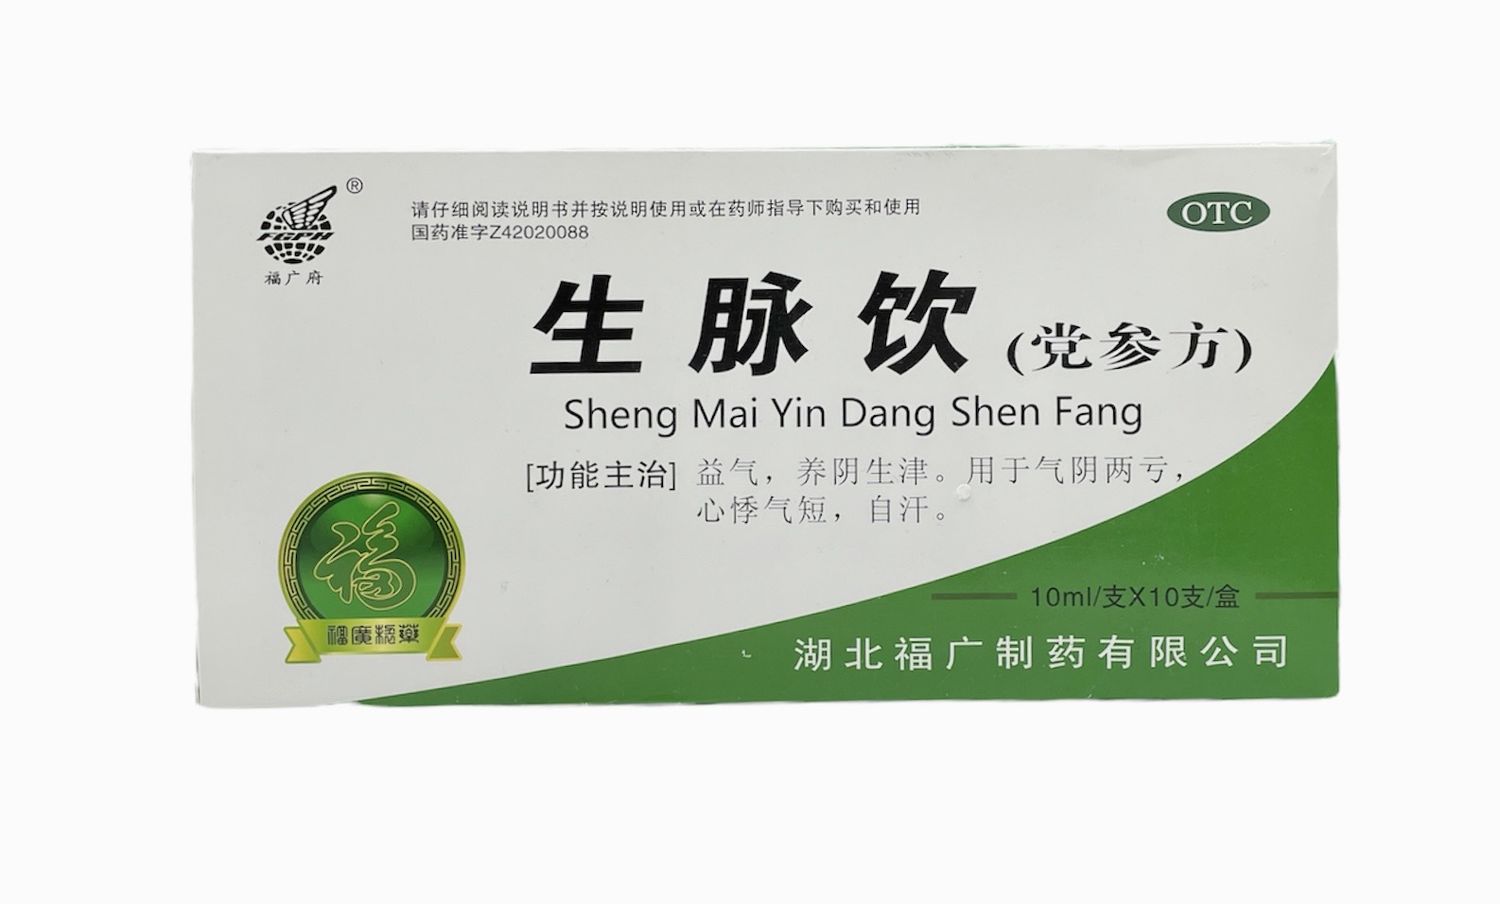 ®
FGPH
福广府
请仔细阅读说明书并按说明使用或在药师指导下购买和使用
国药准字Z42020088
OTC
生脉饮(党参方)
Sheng Mai Yin Dang Shen Fang
[功能主治] 益气，养阴生津。用于气阴两亏，
心悸气短，自汗。
福
福廣極藥
10ml/支X10支/盒
湖北福广制药有限公司